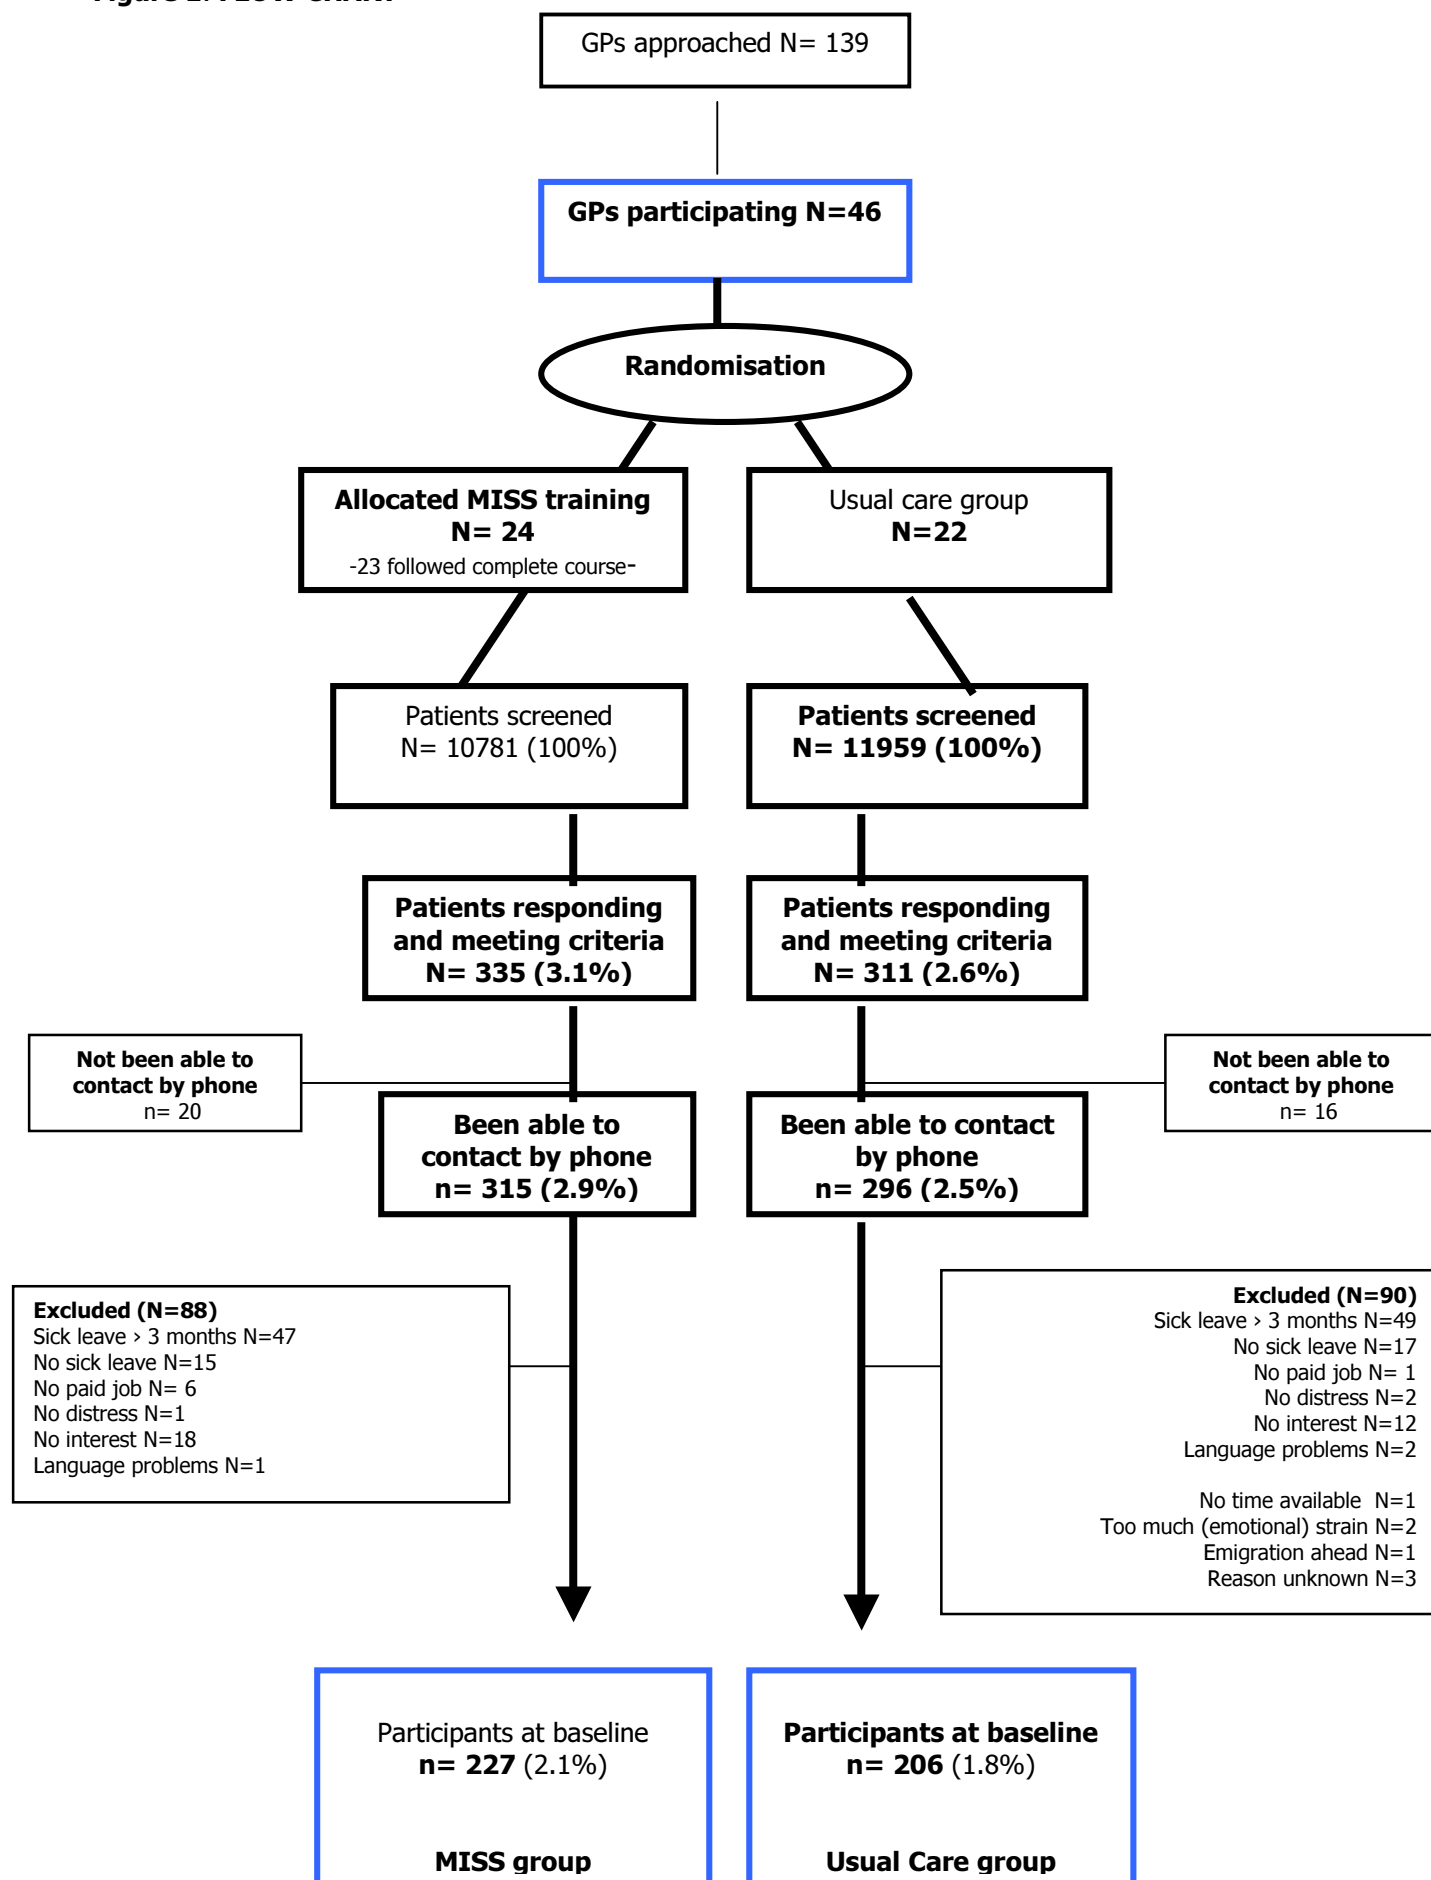 GPs approached N= 139
GPs participating N=46
Randomisation
Allocated MISS training
N= 24
-23 followed complete course-
Usual care group
N=22
Patients screened
N= 10781 (100%)
Patients screened
N= 11959 (100%)
Patients responding
and meeting criteria
N= 335 (3.1%)
Patients responding
and meeting criteria
N= 311 (2.6%)
Not been able to
contact by phone
n= 20
Not been able to
contact by phone
n= 16
Been able to
contact by phone
n= 315 (2.9%)
Been able to contact
by phone
n= 296 (2.5%)
Excluded (N=88)
Sick leave › 3 months N=47
No sick leave N=15
No paid job N= 6
No distress N=1
No interest N=18
Language problems N=1
Excluded (N=90)
Sick leave › 3 months N=49
No sick leave N=17
No paid job N= 1
No distress N=2
No interest N=12
Language problems N=2
No time available N=1
Too much (emotional) strain N=2
Emigration ahead N=1
Reason unknown N=3
Participants at baseline
n= 227 (2.1%)
MISS group
Participants at baseline
n= 206 (1.8%)
Usual Care group